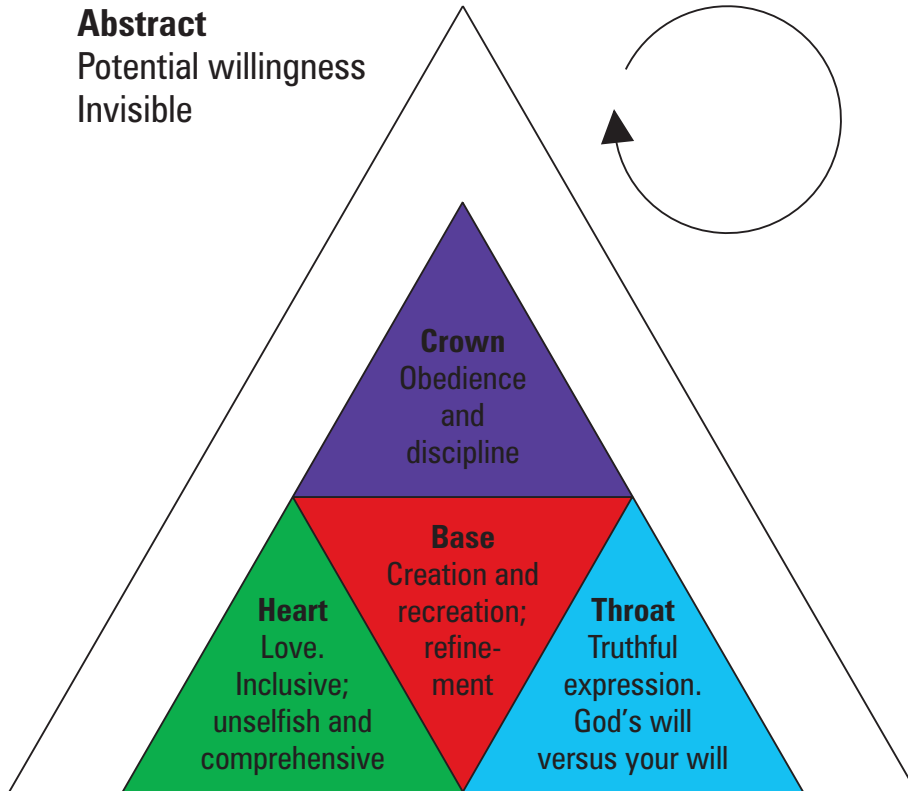 Abstract
Potential willingness
Invisible
Crown
Obedience
and
discipline
Base
Creation and
recreation;
refine-
ment
Heart
Love.
Inclusive;
unselfish and
comprehensive
Throat
Truthful
expression.
God’s will
versus your will